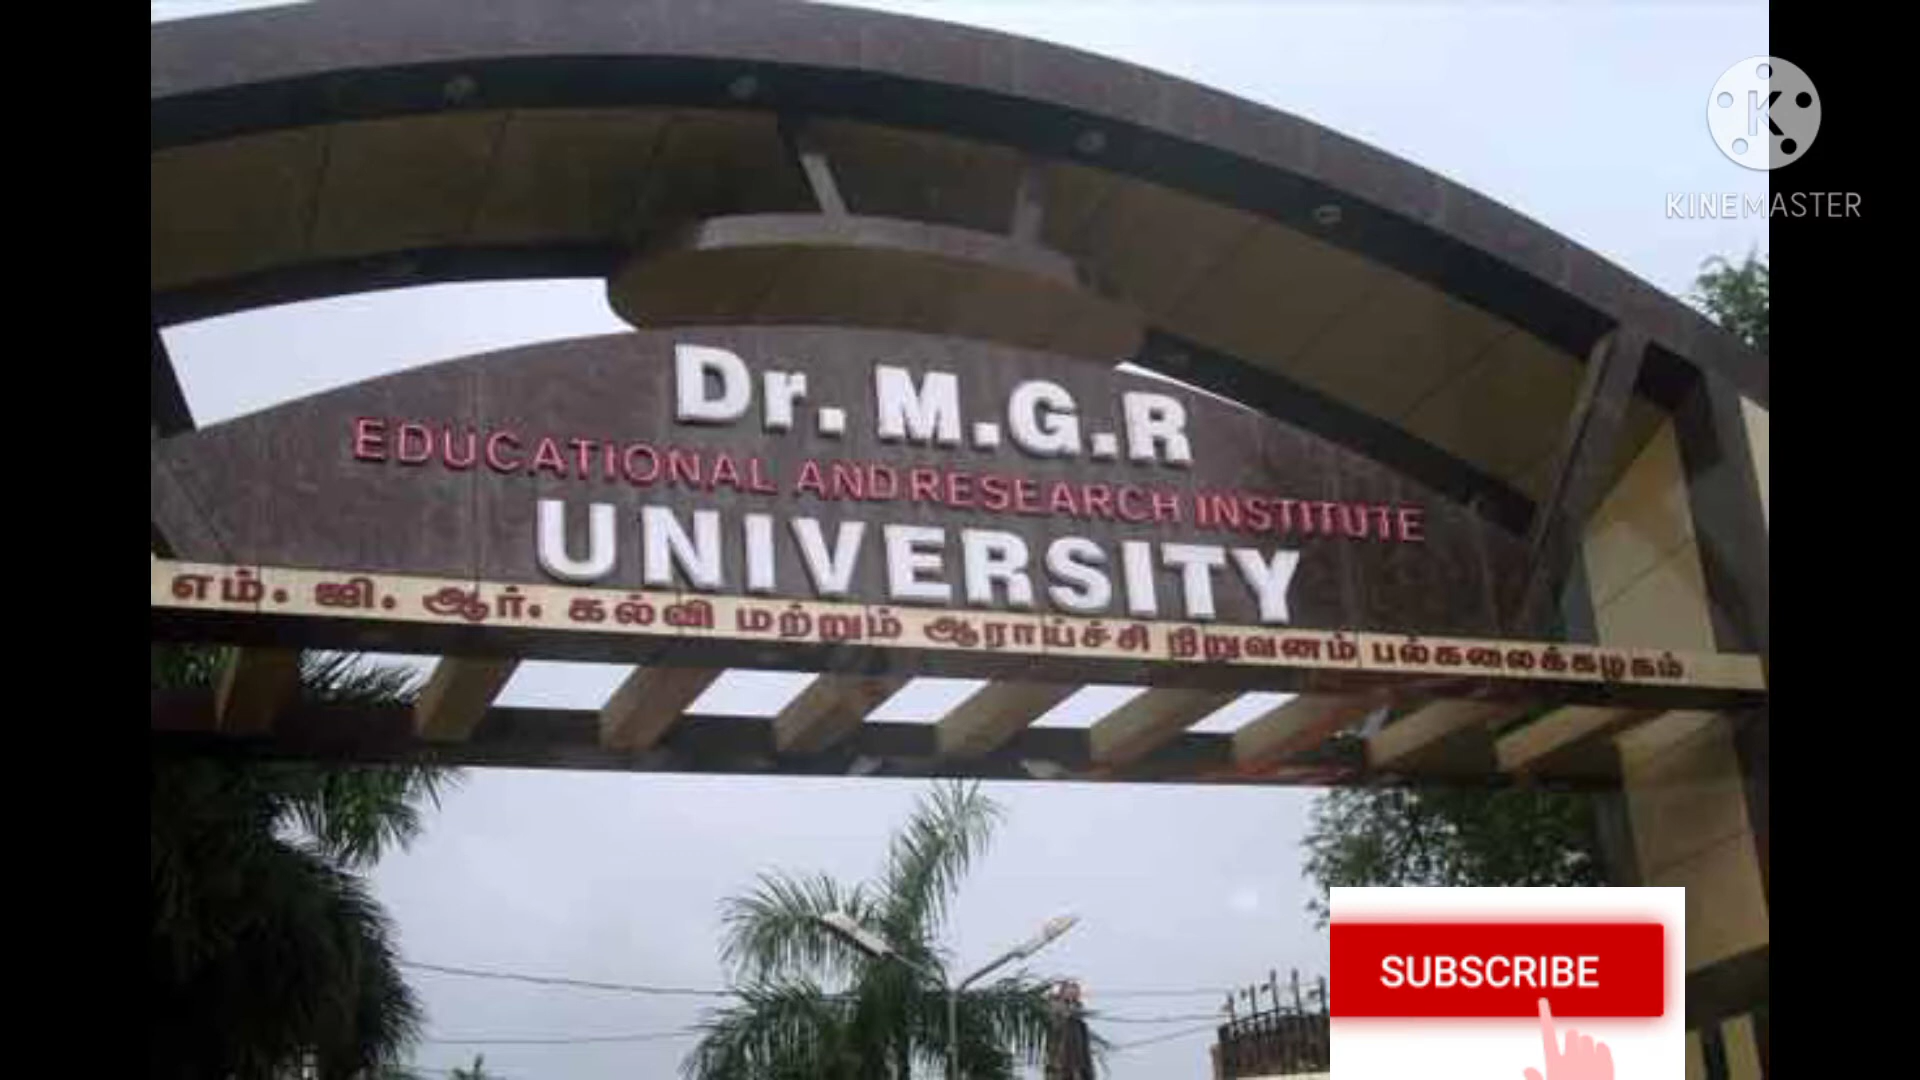 K
KINEMASTER
Dr. M.G.R
EDUCATIONAL AND RESEARCH INSTITUTE
UNIVERSITY
எம். ஜி. ஆர். கல்வி மற்றும் ஆராய்ச்சி நிறுவனம் பல்கலைக்கழகம்
SUBSCRIBE